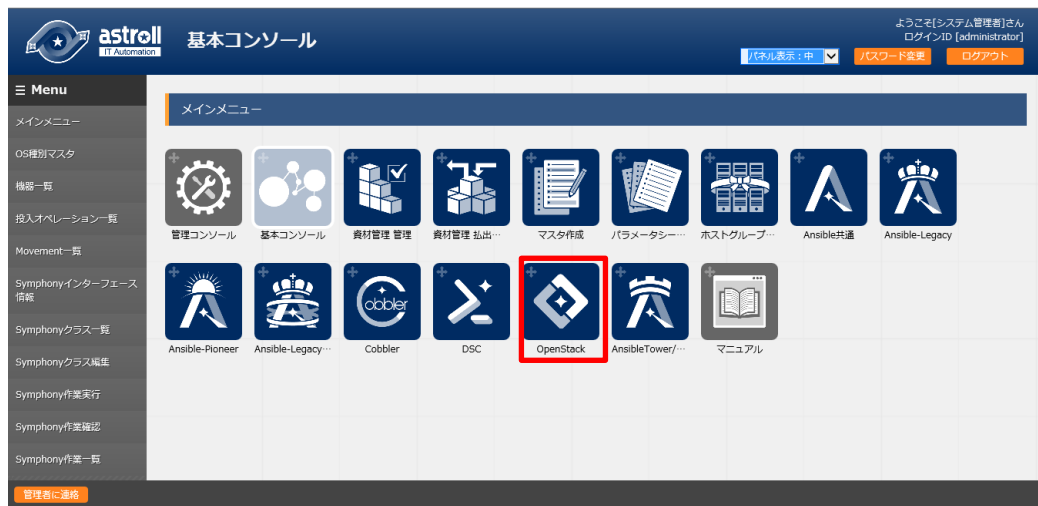 astroll
IT Automation
基本コンソール
ようこそ[システム管理者]さん
ログインID [administrator]
パネル表示：中
パスワード変更
ログアウト
☰ Menu
メインメニュー
OS種別マスタ
機器一覧
投入オペレーション一覧
Movement一覧
Symphonyインターフェース
情報
Symphonyクラス一覧
Symphonyクラス編集
Symphony作業実行
Symphony作業確認
Symphony作業一覧
メインメニュー
管理コンソール
基本コンソール
資材管理 管理
資材管理 払出…
マスタ作成
パラメータシー…
ホストグループ…
Ansible共通
Ansible-Legacy
Cobbler
Ansible-Pioneer
Ansible-Legacy…
Cobbler
DSC
OpenStack
AnsibleTower/…
マニュアル
管理者に連絡